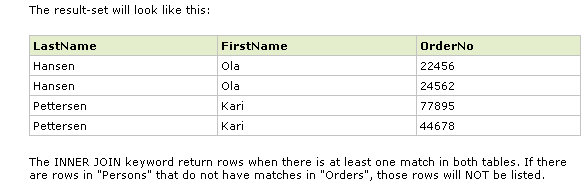 The result-set will look like this:
LastName FirstName OrderNo
Hansen Ola 22456
Hansen Ola 24562
Pettersen Kari 77895
Pettersen Kari 44678
The INNER JOIN keyword return rows when there is at least one match in both tables. If there
are rows in "Persons" that do not have matches in "Orders", those rows will NOT be listed.